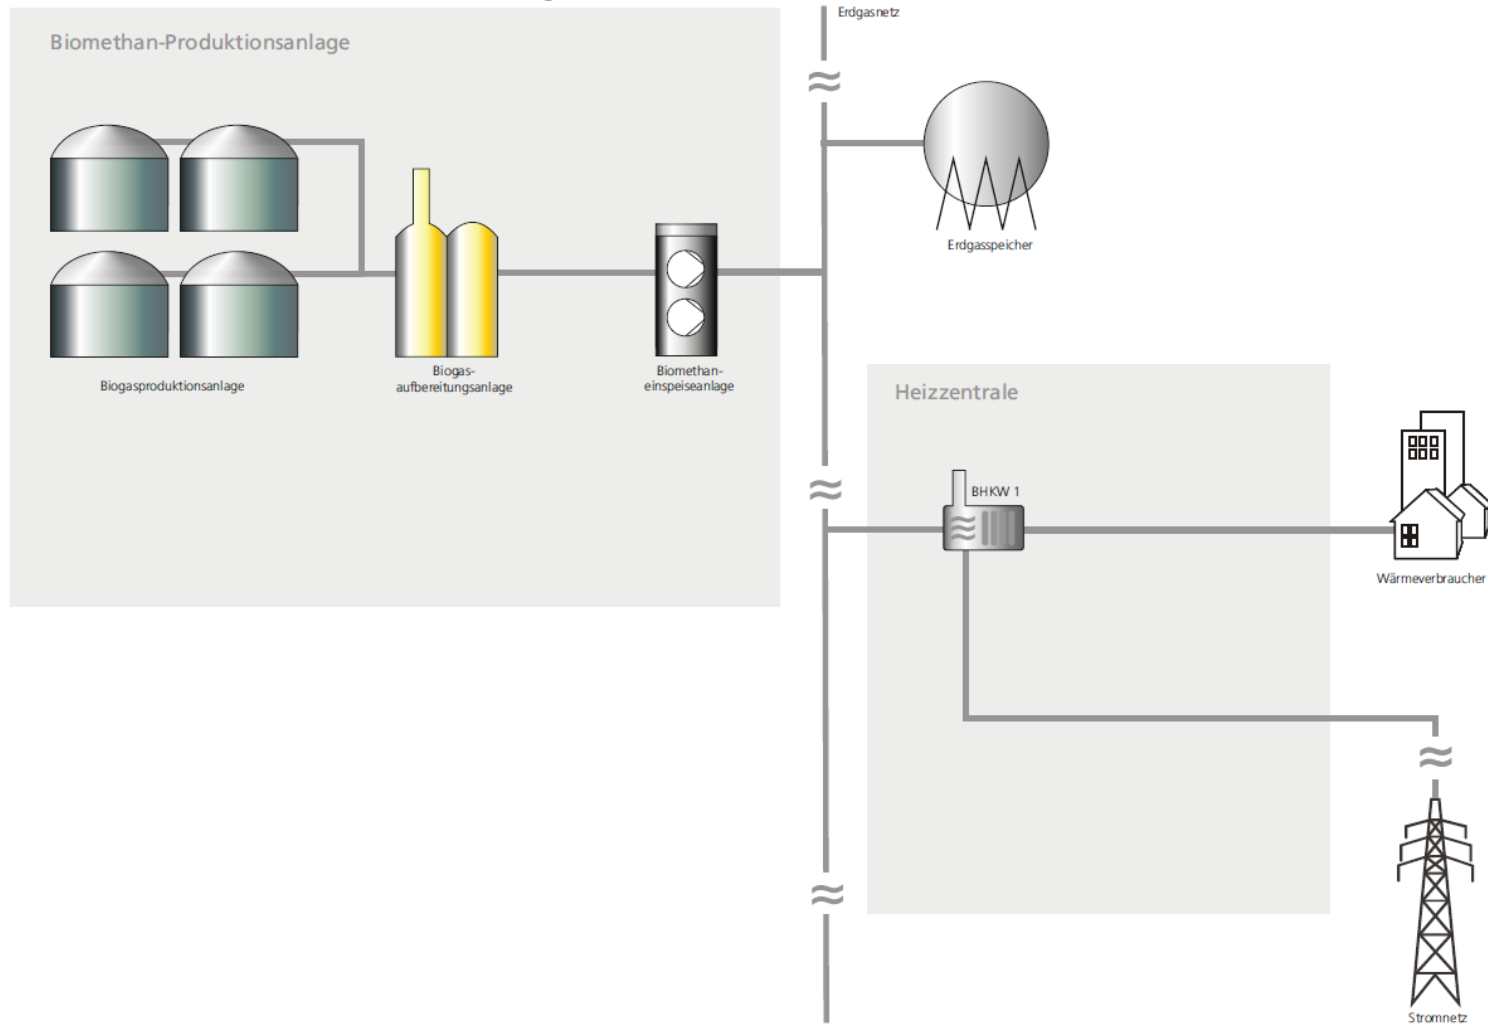 Erdgasnetz
Biomethan-Produktionsanlage
Erdgasspeicher
Biogasproduktionsanlage
Biogas-
aufbereitungsanlage
Biomethan-
einspeiseanlage
Heizzentrale
BHKW 1
Wärmeverbraucher
Stromnetz